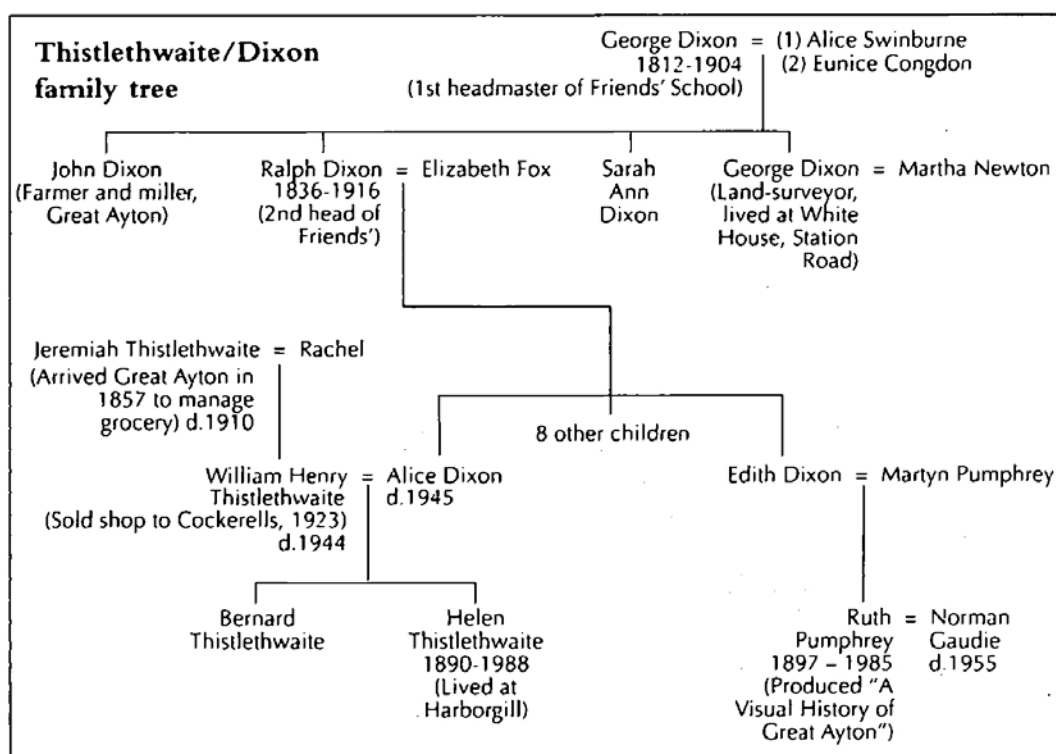 Thistlethwaite/Dixon
family tree
George Dixon = (1) Alice Swinburne
1812-1904 (2) Eunice Congdon
(1st headmaster of Friends' School)
John Dixon
(Farmer and miller,
Great Ayton)
Ralph Dixon = Elizabeth Fox
1836-1916
(2nd head of
Friends')
Sarah
Ann
Dixon
George Dixon = Martha Newton
(Land-surveyor,
lived at White
House, Station
Road)
Jeremiah Thistlethwaite = Rachel
(Arrived Great Ayton in
1857 to manage
grocery) d.1910
8 other children
William Henry = Alice Dixon
Thistlethwaite d.1945
(Sold shop to Cockerells, 1923)
d.1944
Edith Dixon = Martyn Pumphrey
Bernard
Thistlethwaite
Helen
Thistlethwaite
1890-1988
(Lived at
Harborgill)
Ruth = Norman
Pumphrey Gaudie
1897 – 1985 d.1955
(Produced "A
Visual History of
Great Ayton")